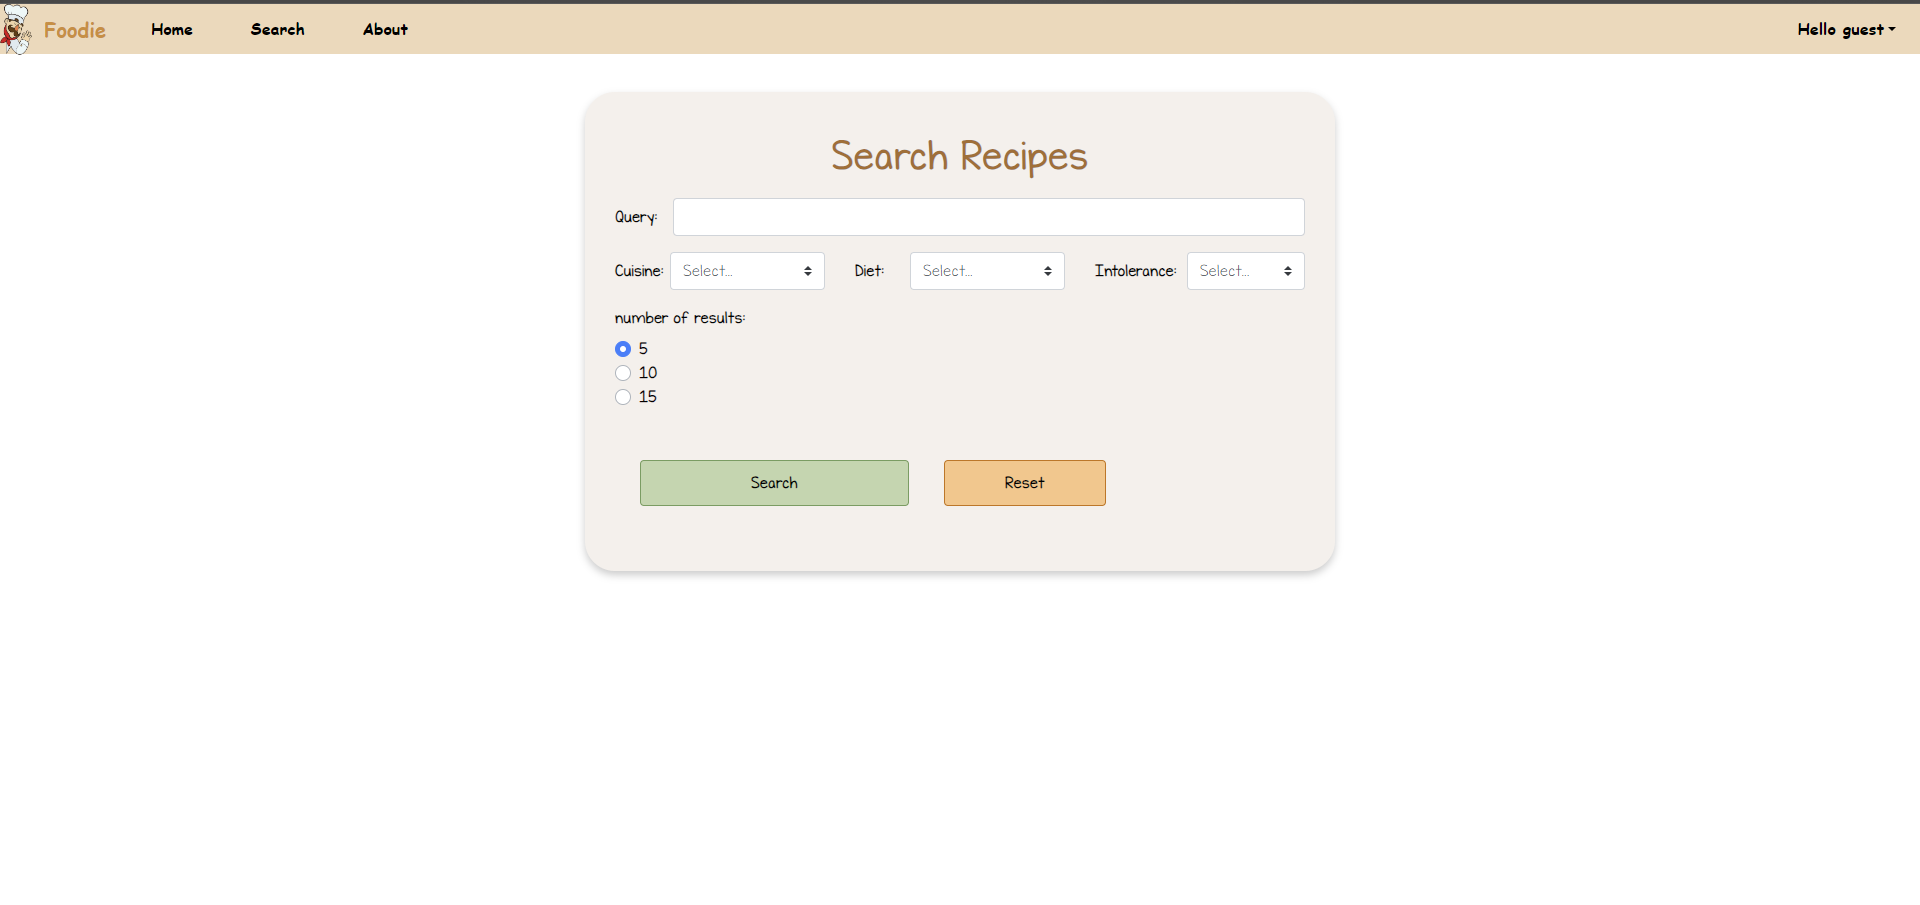 Foodie Home Search About Hello guest
Search Recipes
Query:
Cuisine: Select... Diet: Select... Intolerance: Select...
number of results:
5
10
15
Search Reset